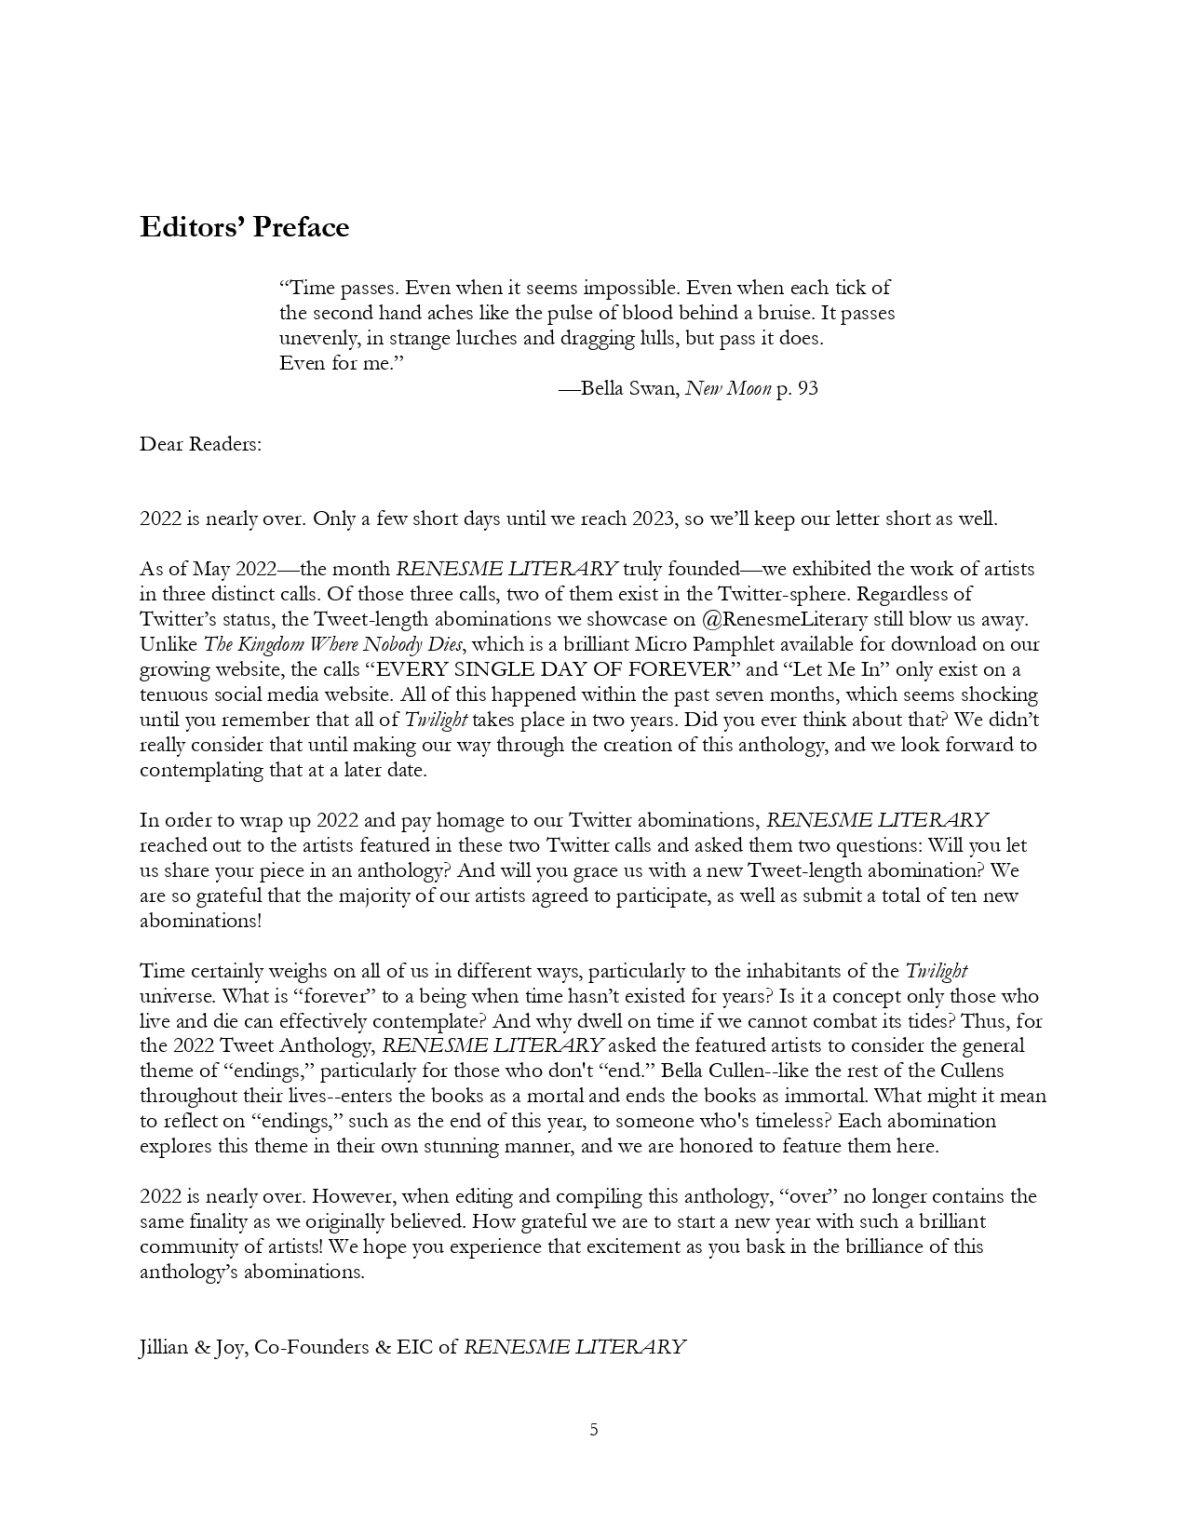 Editors’ Preface
“Time passes. Even when it seems impossible. Even when each tick of
the second hand aches like the pulse of blood behind a bruise. It passes
unevenly, in strange lurches and dragging lulls, but pass it does.
Even for me.”
—Bella Swan, New Moon p. 93
Dear Readers:
2022 is nearly over. Only a few short days until we reach 2023, so we’ll keep our letter short as well.
As of May 2022—the month RENESME LITERARY truly founded—we exhibited the work of artists
in three distinct calls. Of those three calls, two of them exist in the Twitter-sphere. Regardless of
Twitter’s status, the Tweet-length abominations we showcase on @RenesmeLiterary still blow us away.
Unlike The Kingdom Where Nobody Dies, which is a brilliant Micro Pamphlet available for download on our
growing website, the calls “EVERY SINGLE DAY OF FOREVER” and “Let Me In” only exist on a
tenuous social media website. All of this happened within the past seven months, which seems shocking
until you remember that all of Twilight takes place in two years. Did you ever think about that? We didn’t
really consider that until making our way through the creation of this anthology, and we look forward to
contemplating that at a later date.
In order to wrap up 2022 and pay homage to our Twitter abominations, RENESME LITERARY
reached out to the artists featured in these two Twitter calls and asked them two questions: Will you let
us share your piece in an anthology? And will you grace us with a new Tweet-length abomination? We
are so grateful that the majority of our artists agreed to participate, as well as submit a total of ten new
abominations!
Time certainly weighs on all of us in different ways, particularly to the inhabitants of the Twilight
universe. What is “forever” to a being when time hasn’t existed for years? Is it a concept only those who
live and die can effectively contemplate? And why dwell on time if we cannot combat its tides? Thus, for
the 2022 Tweet Anthology, RENESME LITERARY asked the featured artists to consider the general
theme of “endings,” particularly for those who don't “end.” Bella Cullen--like the rest of the Cullens
throughout their lives--enters the books as a mortal and ends the books as immortal. What might it mean
to reflect on “endings,” such as the end of this year, to someone who's timeless? Each abomination
explores this theme in their own stunning manner, and we are honored to feature them here.
2022 is nearly over. However, when editing and compiling this anthology, “over” no longer contains the
same finality as we originally believed. How grateful we are to start a new year with such a brilliant
community of artists! We hope you experience that excitement as you bask in the brilliance of this
anthology’s abominations.
Jillian & Joy, Co-Founders & EIC of RENESME LITERARY
5